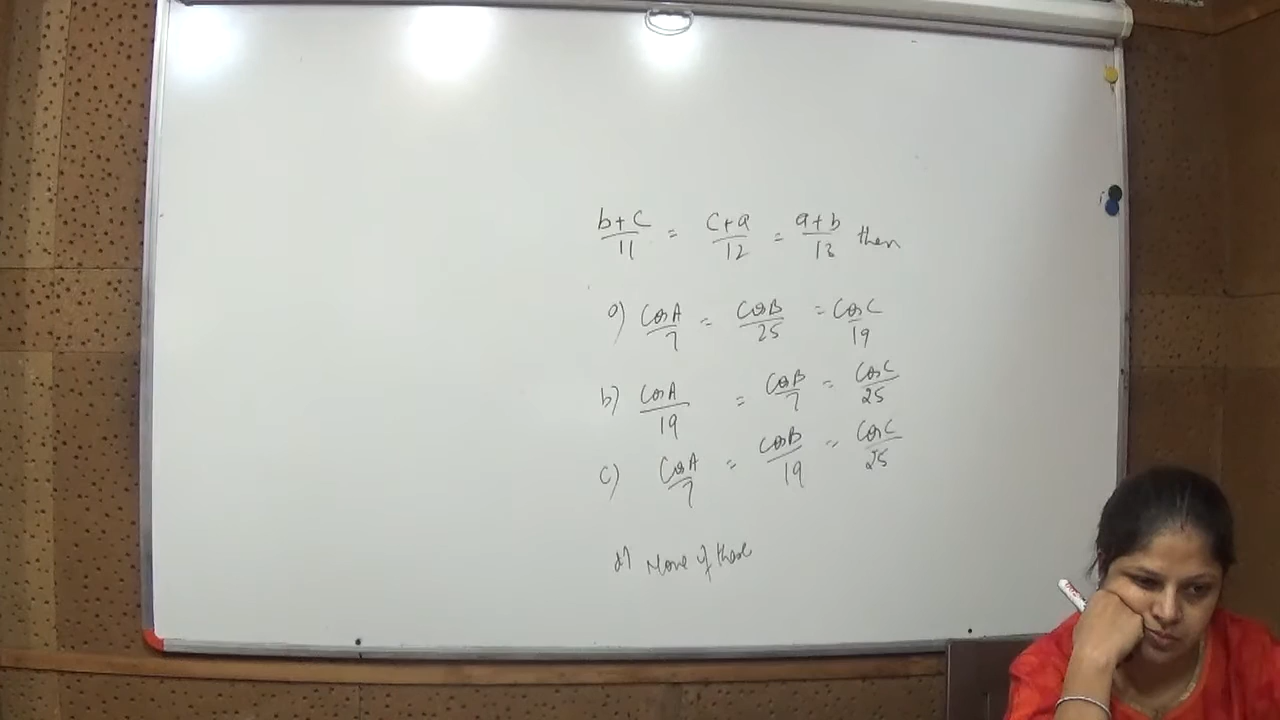 b+c/11 = c+a/12 = a+b/13 then
a) CosA/7 = CosB/25 = CosC/19
b) CosA/19 = CosB/7 = CosC/25
c) CosA/7 = CosB/19 = CosC/25
d) None of these